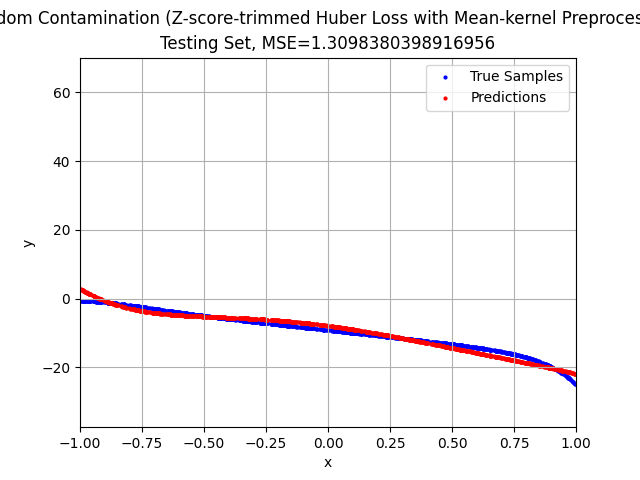 dom Contamination (Z-score-trimmed Huber Loss with Mean-kernel Preproces
Testing Set, MSE=1.3098380398916956
True Samples
Predictions
60
40
20
0
−20
y
−1.00 −0.75 −0.50 −0.25 0.00 0.25 0.50 0.75 1.00
x